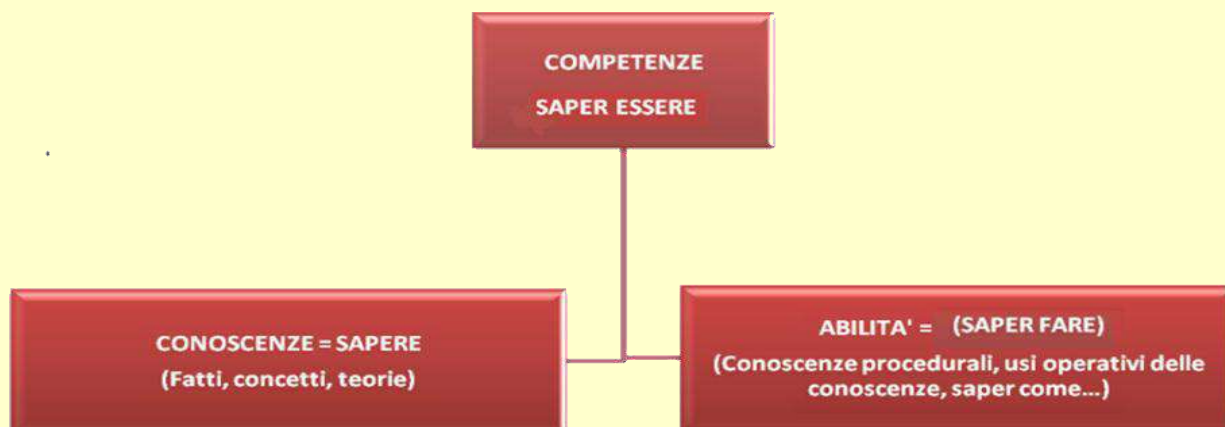 COMPETENZE
SAPER ESSERE
CONOSCENZE = SAPERE
(Fatti, concetti, teorie)
ABILITA' = (SAPER FARE)
(Conoscenze procedurali, usi operativi delle
conoscenze, saper come...)